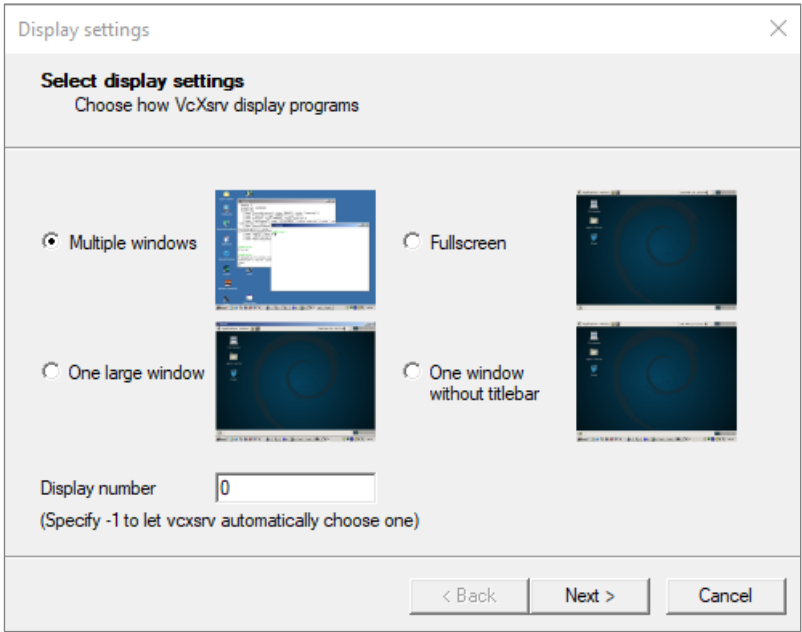 Display settings
Select display settings
Choose how VcXsrv display programs
Multiple windows
Fullscreen
One large window
One window
without titlebar
Display number
0
(Specify -1 to let vcxsrv automatically choose one)
< Back
Next >
Cancel